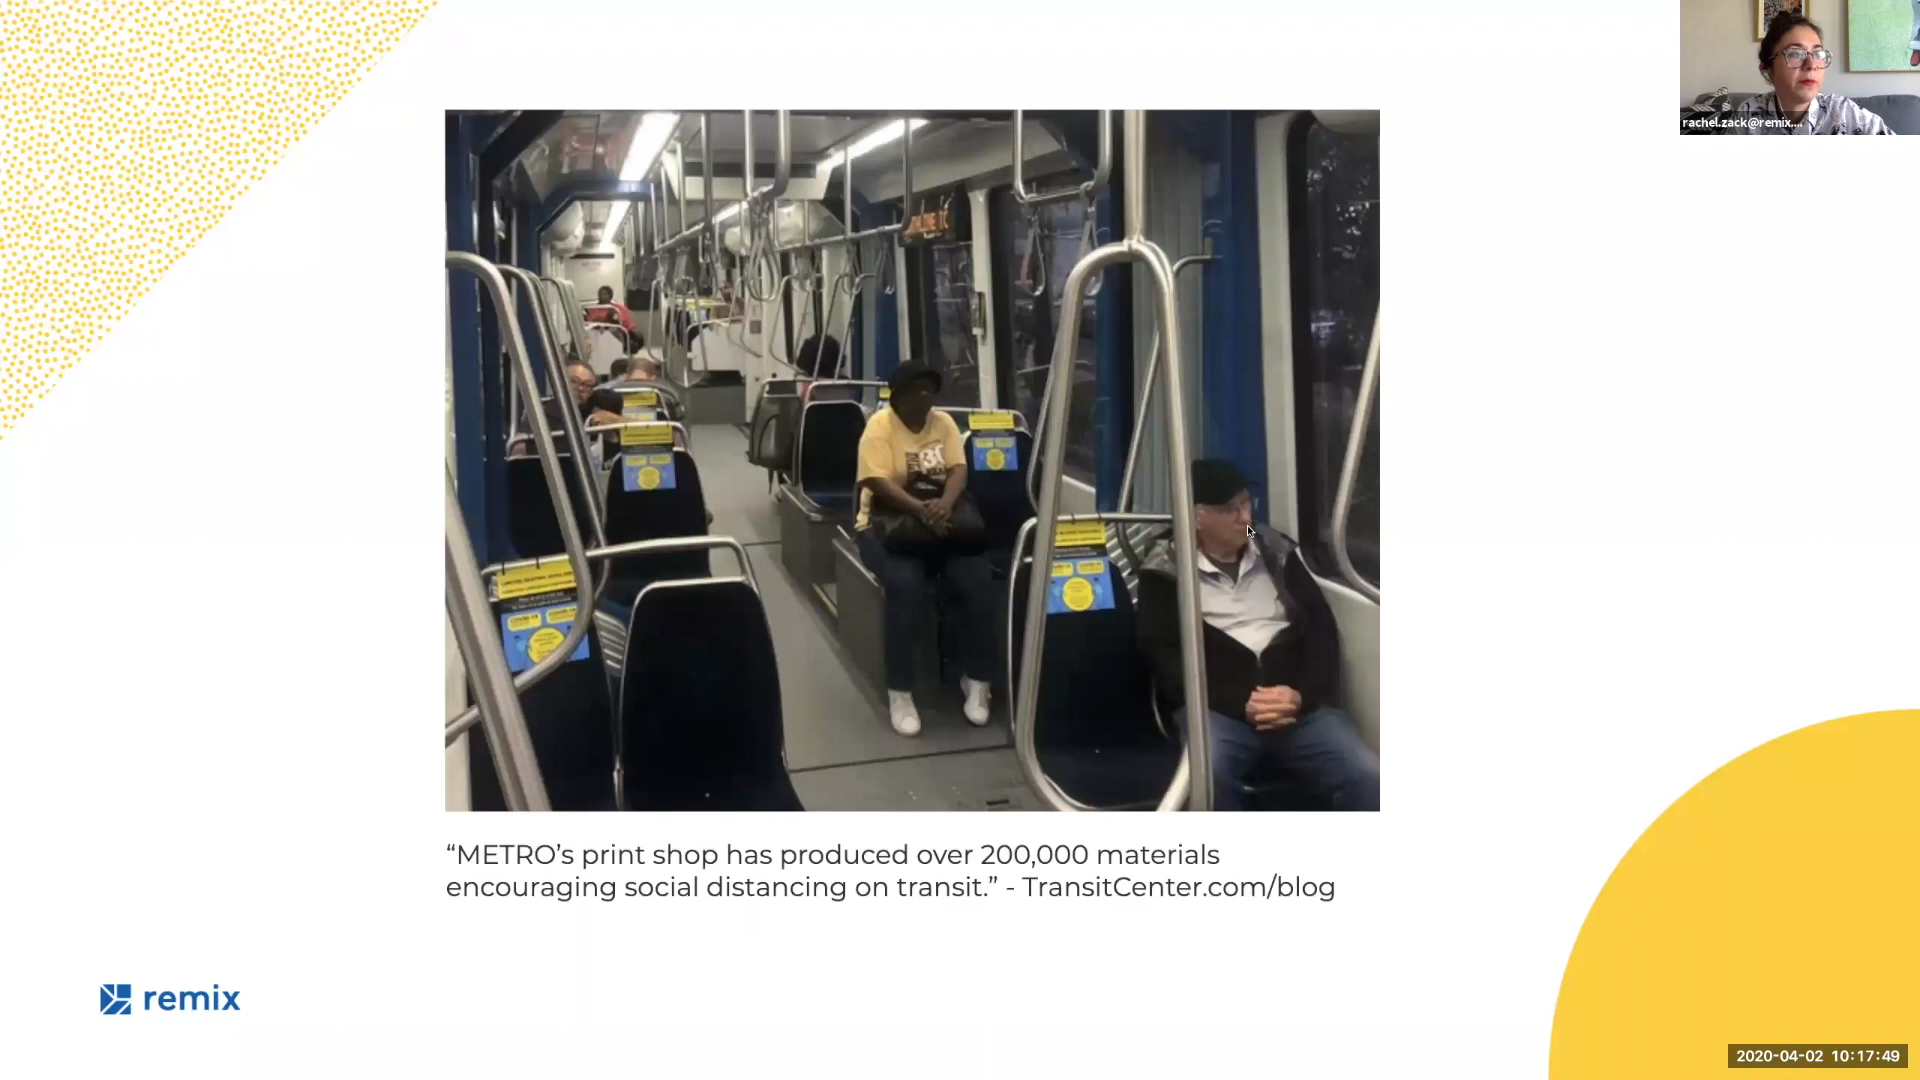 rachel.zack@remix....
“METRO’s print shop has produced over 200,000 materials
encouraging social distancing on transit.” - TransitCenter.com/blog
remix
2020-04-02 10:17:49